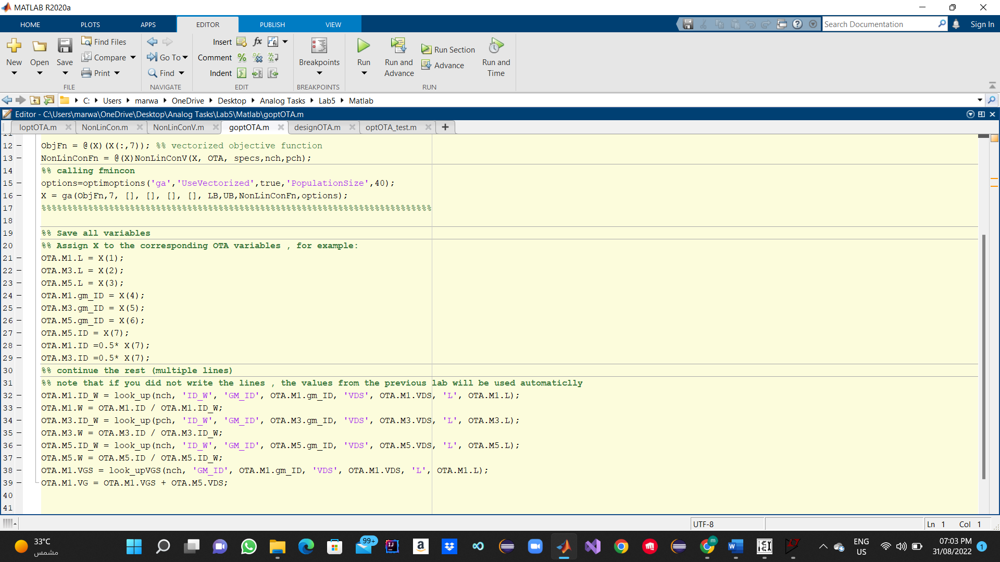 MATLAB R2020a
HOME PLOTS APPS EDITOR PUBLISH VIEW
Search Documentation
Sign In
New Open Save Find Files Compare Print
FILE
Go To Find
NAVIGATE
Insert
Comment
Indent
EDIT
Breakpoints
BREAKPOINTS
Run
Run and Advance
Run Section
Advance
Run and Time
RUN
C: Users marwa OneDrive Desktop Analog Tasks Lab5 Matlab
Editor - C:\Users\marwa\OneDrive\Desktop\Analog Tasks\Lab5\Matlab\goptOTA.m
IoptOTA.m NonLinCon.m NonLinConV.m goptOTA.m designOTA.m optOTA_test.m
12 ObjFn = @(X)(X(:,7)); %% vectorized objective function
13 NonLinConFn = @(X)NonLinConV(X, OTA, specs,nch,pch);
14 %% calling fmincon
15 options=optimoptions('ga','UseVectorized',true,'PopulationSize',40);
16 X = ga(ObjFn,7, [], [], [], [], LB,UB,NonLinConFn,options);
17 %%%%%%%%%%%%%%%%%%%%%%%%%%%%%%%%%%%%%%%%%%%%%%%%%%%%%%%%%%%%%%%%%%%%%%%%%%%
18
19 %% Save all variables
20 %% Assign X to the corresponding OTA variables , for example:
21 OTA.M1.L = X(1);
22 OTA.M3.L = X(2);
23 OTA.M5.L = X(3);
24 OTA.M1.gm_ID = X(4);
25 OTA.M3.gm_ID = X(5);
26 OTA.M5.gm_ID = X(6);
27 OTA.M5.ID = X(7);
28 OTA.M1.ID =0.5* X(7);
29 OTA.M3.ID =0.5* X(7);
30 %% continue the rest (multiple lines)
31 %% note that if you did not write the lines , the values from the previous lab will be used automaticlly
32 OTA.M1.ID_W = look_up(nch, 'ID_W', 'GM_ID', OTA.M1.gm_ID, 'VDS', OTA.M1.VDS, 'L', OTA.M1.L);
33 OTA.M1.W = OTA.M1.ID / OTA.M1.ID_W;
34 OTA.M3.ID_W = look_up(pch, 'ID_W', 'GM_ID', OTA.M3.gm_ID, 'VDS', OTA.M3.VDS, 'L', OTA.M3.L);
35 OTA.M3.W = OTA.M3.ID / OTA.M3.ID_W;
36 OTA.M5.ID_W = look_up(nch, 'ID_W', 'GM_ID', OTA.M5.gm_ID, 'VDS', OTA.M5.VDS, 'L', OTA.M5.L);
37 OTA.M5.W = OTA.M5.ID / OTA.M5.ID_W;
38 OTA.M1.VGS = look_upVGS(nch, 'GM_ID', OTA.M1.gm_ID, 'VDS', OTA.M1.VDS, 'L', OTA.M1.L);
39 OTA.M1.VG = OTA.M1.VGS + OTA.M5.VDS;
40
41
UTF-8
Ln 1 Col 1
33°C
مشمس
99+
ENG
US
07:03 PM
31/08/2022
1